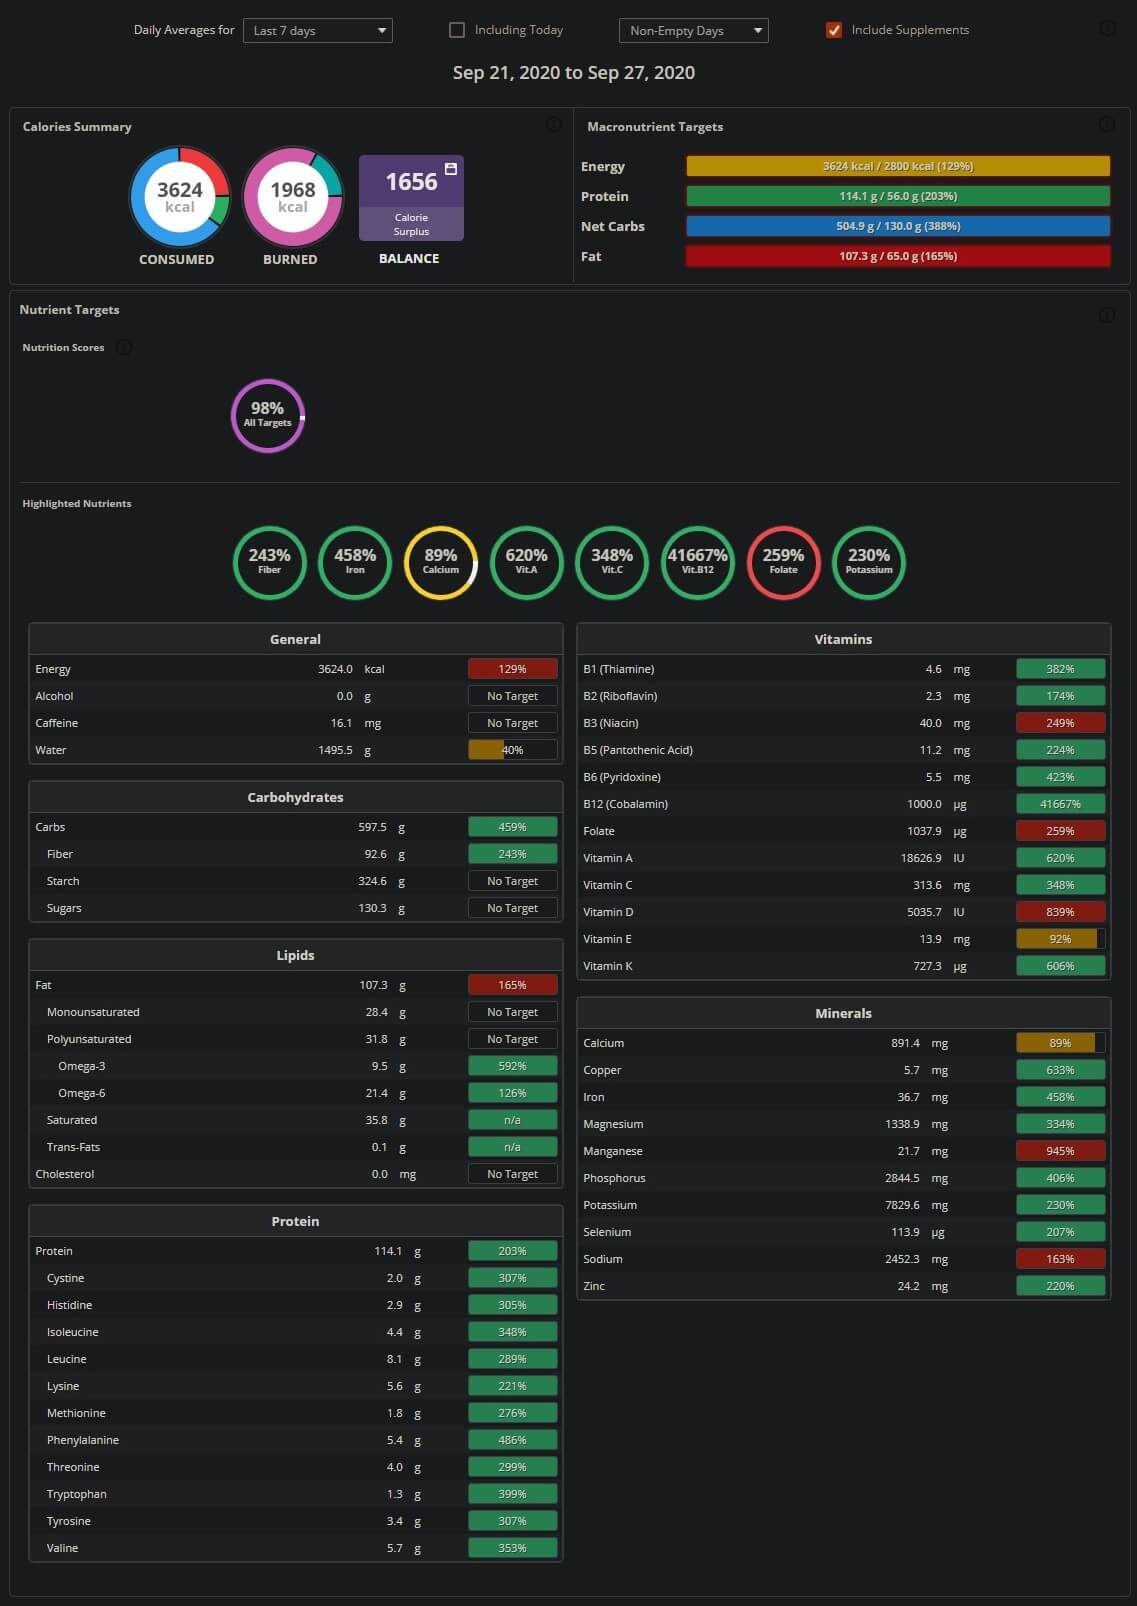 Daily Averages for Last 7 days Including Today Non-Empty Days Include Supplements
Sep 21, 2020 to Sep 27, 2020
Calories Summary
3624
kcal
CONSUMED
1968
kcal
BURNED
1656
Calorie
Surplus
BALANCE
Macronutrient Targets
Energy 3624 kcal / 2800 kcal (129%)
Protein 114.1 g / 56.0 g (203%)
Net Carbs 504.9 g / 130.0 g (388%)
Fat 107.3 g / 65.0 g (165%)
Nutrient Targets
Nutrition Scores
98%
All Targets
Highlighted Nutrients
243%
Fiber
458%
Iron
89%
Calcium
620%
Vit.A
348%
Vit.C
41667%
Vit.B12
259%
Folate
230%
Potassium
General
Energy 3624.0 kcal 129%
Alcohol 0.0 g No Target
Caffeine 16.1 mg No Target
Water 1495.5 g 40%
Carbohydrates
Carbs 597.5 g 459%
Fiber 92.6 g 243%
Starch 324.6 g No Target
Sugars 130.3 g No Target
Lipids
Fat 107.3 g 165%
Monounsaturated 28.4 g No Target
Polyunsaturated 31.8 g No Target
Omega-3 9.5 g 592%
Omega-6 21.4 g 126%
Saturated 35.8 g n/a
Trans-Fats 0.1 g n/a
Cholesterol 0.0 mg No Target
Protein
Protein 114.1 g 203%
Cystine 2.0 g 307%
Histidine 2.9 g 305%
Isoleucine 4.4 g 348%
Leucine 8.1 g 289%
Lysine 5.6 g 221%
Methionine 1.8 g 276%
Phenylalanine 5.4 g 486%
Threonine 4.0 g 299%
Tryptophan 1.3 g 399%
Tyrosine 3.4 g 307%
Valine 5.7 g 353%
Vitamins
B1 (Thiamine) 4.6 mg 382%
B2 (Riboflavin) 2.3 mg 174%
B3 (Niacin) 40.0 mg 249%
B5 (Pantothenic Acid) 11.2 mg 224%
B6 (Pyridoxine) 5.5 mg 423%
B12 (Cobalamin) 1000.0 µg 41667%
Folate 1037.9 µg 259%
Vitamin A 18626.9 IU 620%
Vitamin C 313.6 mg 348%
Vitamin D 5035.7 IU 839%
Vitamin E 13.9 mg 92%
Vitamin K 727.3 µg 606%
Minerals
Calcium 891.4 mg 89%
Copper 5.7 mg 633%
Iron 36.7 mg 458%
Magnesium 1338.9 mg 334%
Manganese 21.7 mg 945%
Phosphorus 2844.5 mg 406%
Potassium 7829.6 mg 230%
Selenium 113.9 µg 207%
Sodium 2452.3 mg 163%
Zinc 24.2 mg 220%